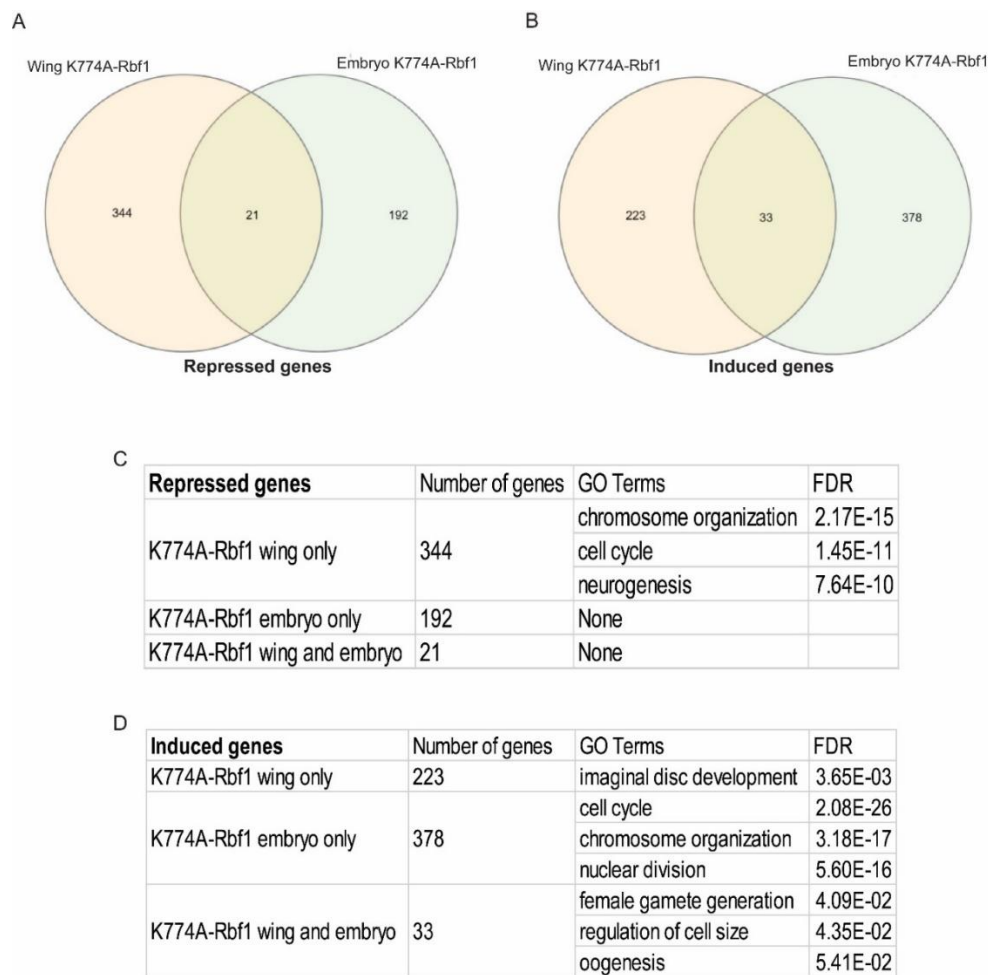 A
B
Wing K774A-Rbf1
Embryo K774A-Rbf1
Wing K774A-Rbf1
Embryo K774A-Rbf1
344
21
192
223
33
378
Repressed genes
Induced genes
C
Repressed genes Number of genes GO Terms FDR
K774A-Rbf1 wing only 344 chromosome organization 2.17E-15
cell cycle 1.45E-11
neurogenesis 7.64E-10
K774A-Rbf1 embryo only 192 None
K774A-Rbf1 wing and embryo 21 None
D
Induced genes Number of genes GO Terms FDR
K774A-Rbf1 wing only 223 imaginal disc development 3.65E-03
K774A-Rbf1 embryo only 378 cell cycle 2.08E-26
chromosome organization 3.18E-17
nuclear division 5.60E-16
K774A-Rbf1 wing and embryo 33 female gamete generation 4.09E-02
regulation of cell size 4.35E-02
oogenesis 5.41E-02